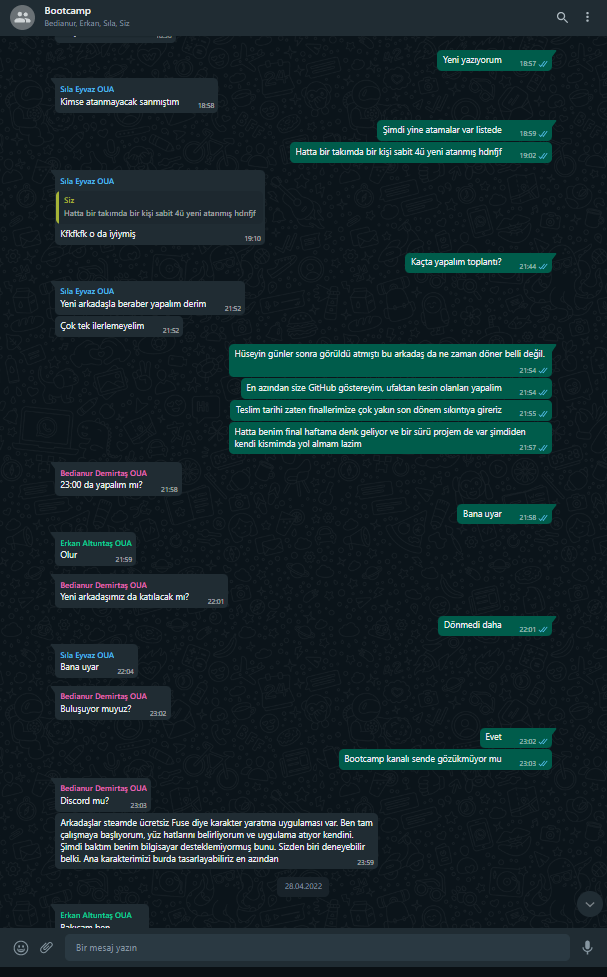 Bootcamp
Bedianur, Erkan, Sıla, Siz
Yeni yazıyorum
18:57
Sıla Eyvaz OUA
Kimse atanmayacak sanmıştım
18:58
Şimdi yine atamalar var listede
18:59
Hatta bir takımda bir kişi sabit 4ü yeni atanmış hdnfjf
19:02
Sıla Eyvaz OUA
Siz
Hatta bir takımda bir kişi sabit 4ü yeni atanmış hdnfjf
Kfkfkfk o da iyiymiş
19:10
Kaçta yapalım toplantı?
21:44
Sıla Eyvaz OUA
Yeni arkadaşla beraber yapalım derim
21:52
Çok tek ilerlemeyelim
21:52
Hüseyin günler sonra görüldü atmıştı bu arkadaş da ne zaman döner belli değil.
21:54
En azından size GitHub göstereyim, ufaktan kesin olanları yapalım
21:54
Teslim tarihi zaten finallerimize çok yakın son dönem sıkıntıya gireriz
21:55
Hatta benim final haftama denk geliyor ve bir sürü projem de var şimdiden
kendi kismimda yol almam lazim
21:57
Bedianur Demirtaş OUA
23:00 da yapalım mı?
21:58
Bana uyar
21:58
Erkan Altuntaş OUA
Olur
21:59
Bedianur Demirtaş OUA
Yeni arkadaşımız da katılacak mı?
22:01
Dönmedi daha
22:01
Sıla Eyvaz OUA
Bana uyar
22:04
Bedianur Demirtaş OUA
Buluşuyor muyuz?
23:02
Evet
23:02
Bootcamp kanalı sende gözükmüyor mu
23:03
Bedianur Demirtaş OUA
Discord mu?
23:03
Arkadaşlar steamde ücretsiz Fuse diye karakter yaratma uygulaması var. Ben tam
çalışmaya başlıyorum, yüz hatlarını belirliyorum ve uygulama atıyor kendini.
Şimdi baktım benim bilgisayar desteklemiyormuş bunu. Sizden biri deneyebilir
belki. Ana karakterimizi burda tasarlayabiliriz en azından
23:59
28.04.2022
Erkan Altuntaş OUA
Bakıcam ben
Bir mesaj yazın